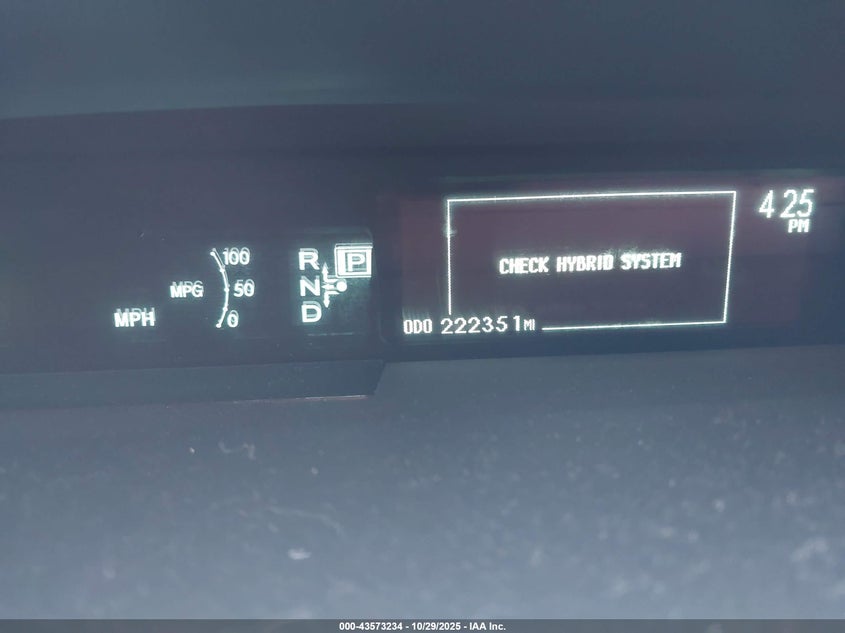 4:25
PM
100
R P
CHECK HYBRID SYSTEM
MPG 50
N
MPH
0
D
ODO 222351 MI
000-43573234 - 10/29/2025 - IAA Inc.